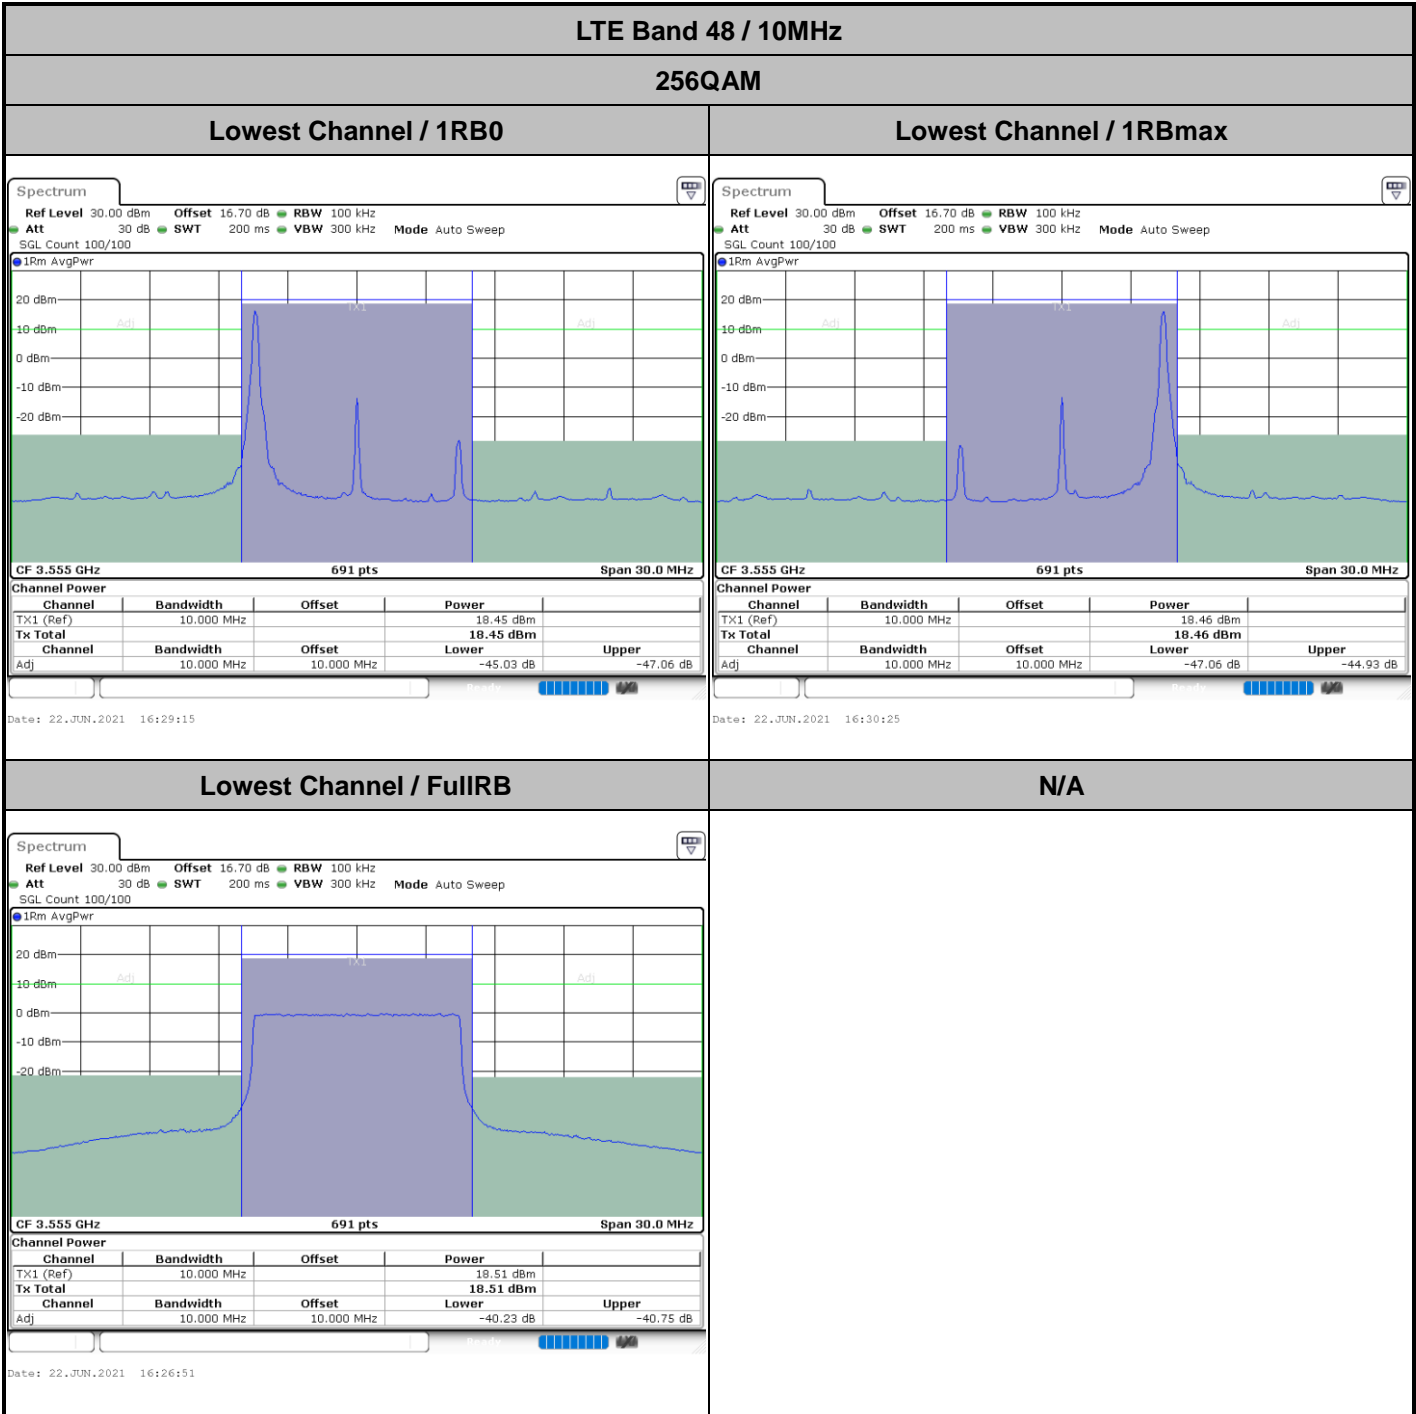 LTE Band 48 / 10MHz
256QAM
Lowest Channel / 1RB0
Lowest Channel / 1RBmax
Spectrum
Ref Level 30.00 dBm Offset 16.70 dB RBW 100 kHz
Att 30 dB SWT 200 ms VBW 300 kHz Mode Auto Sweep
SGL Count 100/100
1Rm AvgPwr
20 dBm
10 dBm
0 dBm
-10 dBm
-20 dBm
Adj
TX1
Adj
CF 3.555 GHz 691 pts Span 30.0 MHz
Channel Power
Channel Bandwidth Offset Power
TX1 (Ref) 10.000 MHz 18.45 dBm
Tx Total 18.45 dBm
Channel Bandwidth Offset Lower Upper
Adj 10.000 MHz 10.000 MHz -45.03 dB -47.06 dB
Ready
Date: 22.JUN.2021 16:29:15
Spectrum
Ref Level 30.00 dBm Offset 16.70 dB RBW 100 kHz
Att 30 dB SWT 200 ms VBW 300 kHz Mode Auto Sweep
SGL Count 100/100
1Rm AvgPwr
20 dBm
10 dBm
0 dBm
-10 dBm
-20 dBm
Adj
TX1
Adj
CF 3.555 GHz 691 pts Span 30.0 MHz
Channel Power
Channel Bandwidth Offset Power
TX1 (Ref) 10.000 MHz 18.46 dBm
Tx Total 18.46 dBm
Channel Bandwidth Offset Lower Upper
Adj 10.000 MHz 10.000 MHz -47.06 dB -44.93 dB
Ready
Date: 22.JUN.2021 16:30:25
Lowest Channel / FullRB
N/A
Spectrum
Ref Level 30.00 dBm Offset 16.70 dB RBW 100 kHz
Att 30 dB SWT 200 ms VBW 300 kHz Mode Auto Sweep
SGL Count 100/100
1Rm AvgPwr
20 dBm
10 dBm
0 dBm
-10 dBm
-20 dBm
Adj
TX1
Adj
CF 3.555 GHz 691 pts Span 30.0 MHz
Channel Power
Channel Bandwidth Offset Power
TX1 (Ref) 10.000 MHz 18.51 dBm
Tx Total 18.51 dBm
Channel Bandwidth Offset Lower Upper
Adj 10.000 MHz 10.000 MHz -40.23 dB -40.75 dB
Ready
Date: 22.JUN.2021 16:26:51